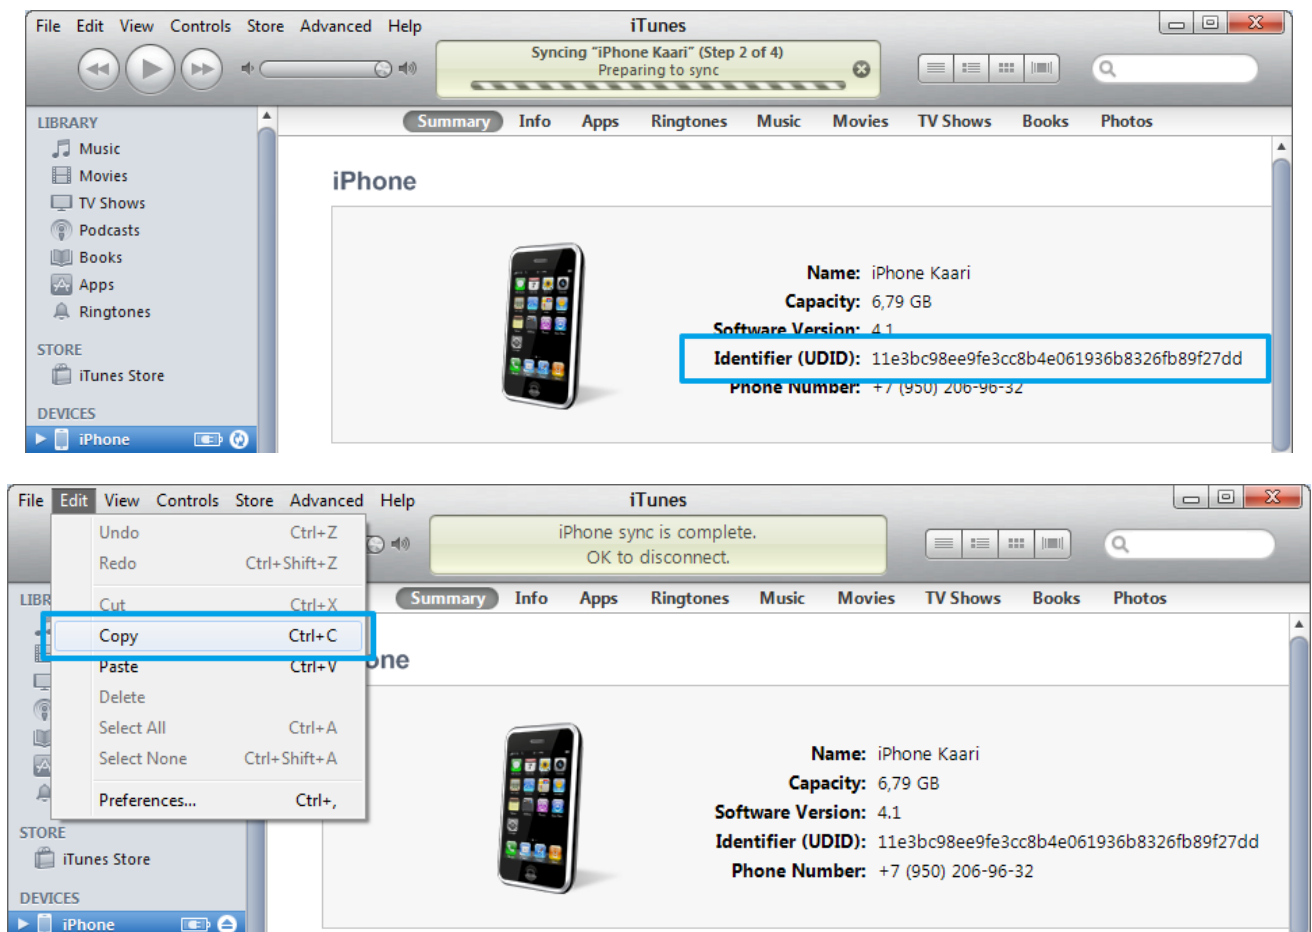 File Edit View Controls Store Advanced Help
iTunes
Syncing “iPhone Kaari” (Step 2 of 4)
Preparing to sync
LIBRARY
Music
Movies
TV Shows
Podcasts
Books
Apps
Ringtones
STORE
iTunes Store
DEVICES
iPhone
Summary Info Apps Ringtones Music Movies TV Shows Books Photos
iPhone
Name: iPhone Kaari
Capacity: 6,79 GB
Software Version: 4.1
Identifier (UDID): 11e3bc98ee9fe3cc8b4e061936b8326fb89f27dd
Phone Number: +7 (950) 206-96-32
File Edit View Controls Store Advanced Help
iTunes
Undo Ctrl+Z
Redo Ctrl+Shift+Z
Cut Ctrl+X
Copy Ctrl+C
Paste Ctrl+V
Delete
Select All Ctrl+A
Select None Ctrl+Shift+A
Preferences... Ctrl+,
iPhone sync is complete.
OK to disconnect.
LIBR
STORE
iTunes Store
DEVICES
iPhone
Summary Info Apps Ringtones Music Movies TV Shows Books Photos
one
Name: iPhone Kaari
Capacity: 6,79 GB
Software Version: 4.1
Identifier (UDID): 11e3bc98ee9fe3cc8b4e061936b8326fb89f27dd
Phone Number: +7 (950) 206-96-32